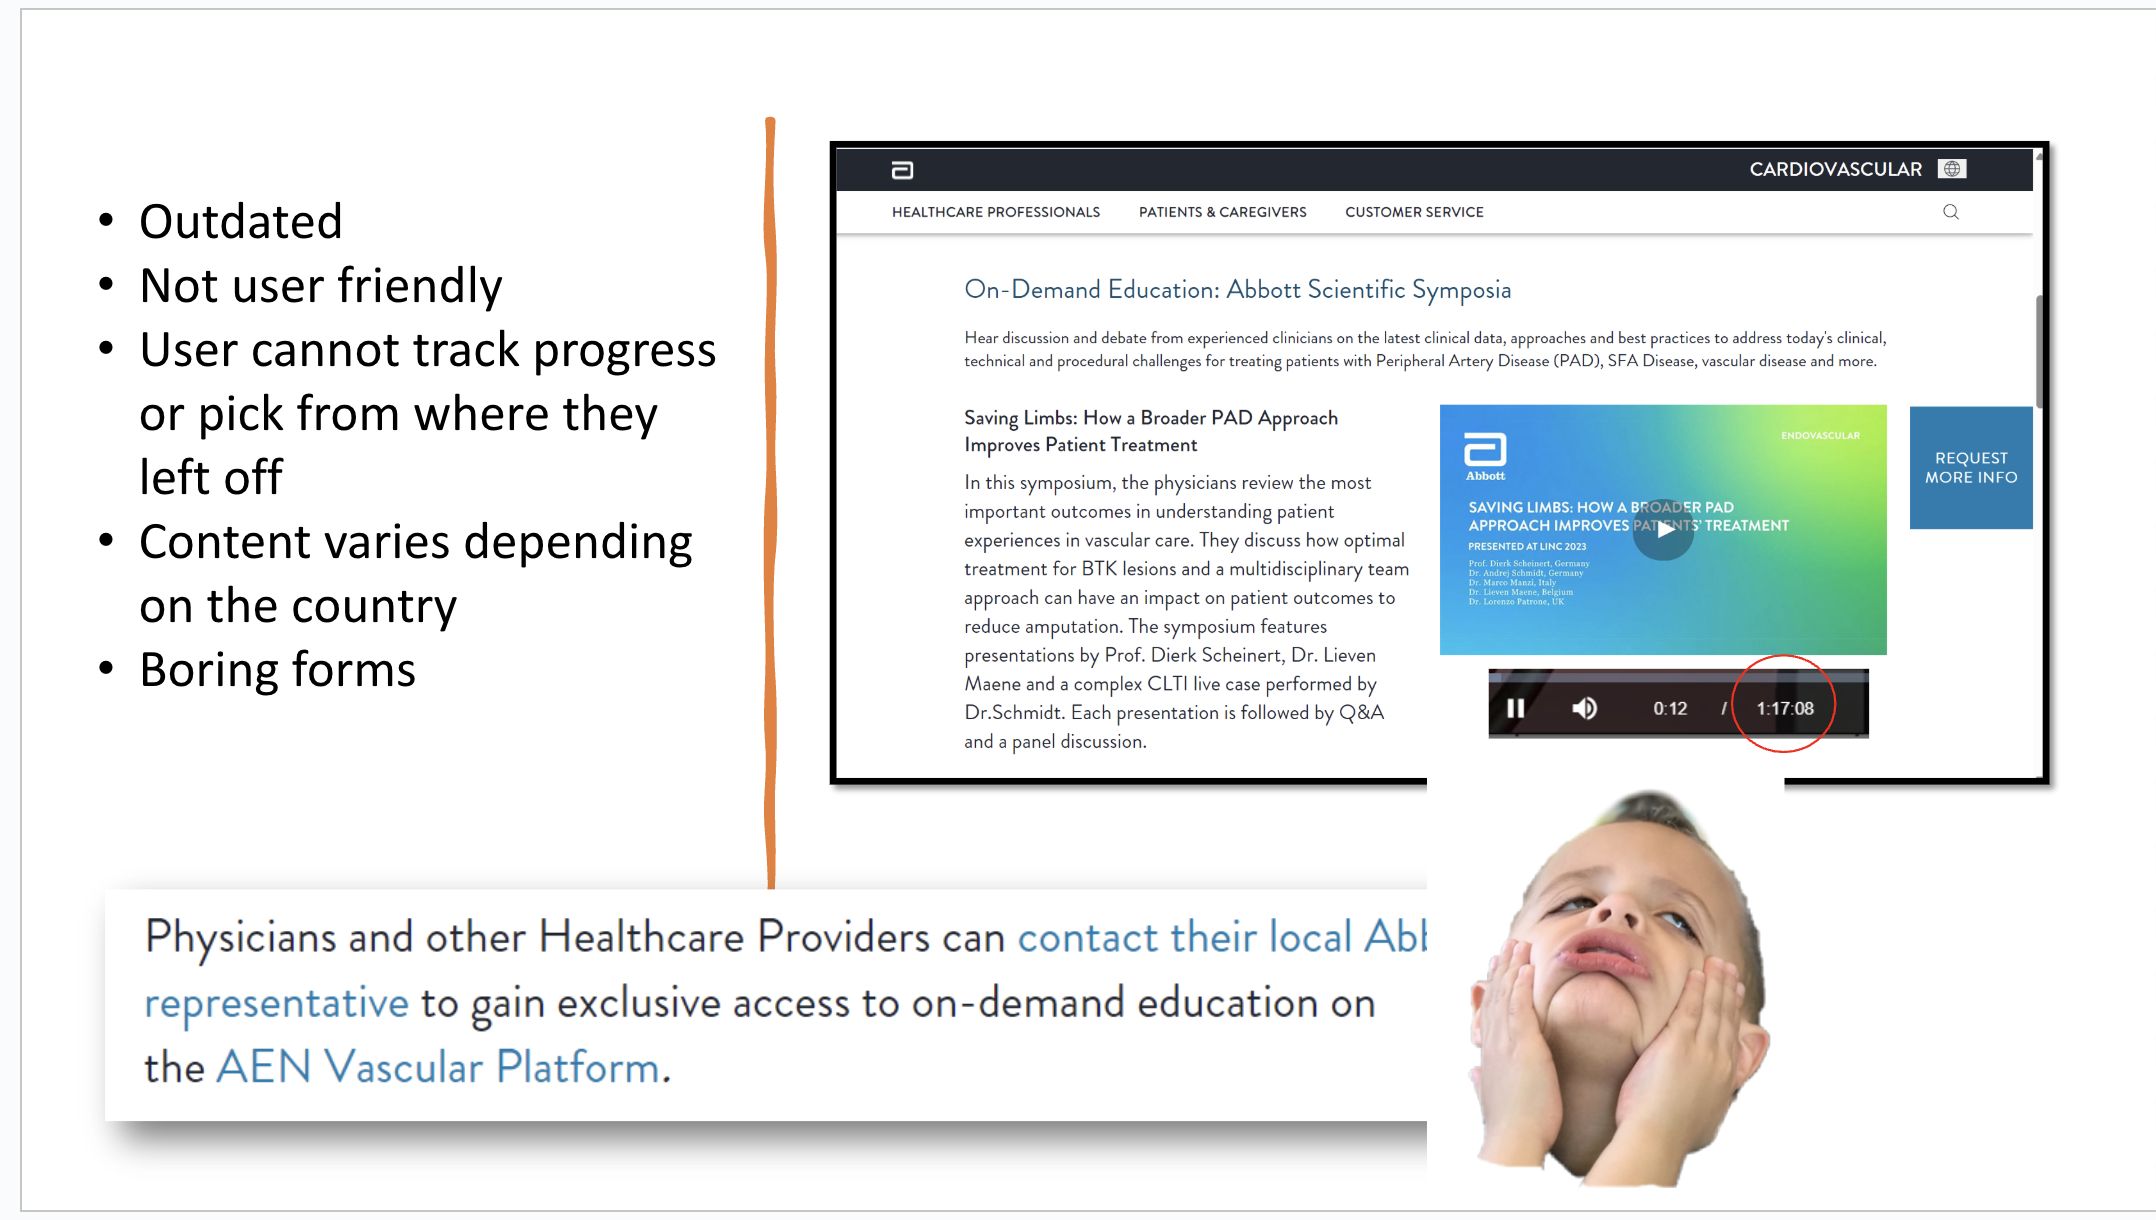 • Outdated
• Not user friendly
• User cannot track progress
or pick from where they
left off
• Content varies depending
on the country
• Boring forms
CARDIOVASCULAR
HEALTHCARE PROFESSIONALS PATIENTS & CAREGIVERS CUSTOMER SERVICE
On-Demand Education: Abbott Scientific Symposia
Hear discussion and debate from experienced clinicians on the latest clinical data, approaches and best practices to address today's clinical,
technical and procedural challenges for treating patients with Peripheral Artery Disease (PAD), SFA Disease, vascular disease and more.
Saving Limbs: How a Broader PAD Approach
Improves Patient Treatment
In this symposium, the physicians review the most
important outcomes in understanding patient
experiences in vascular care. They discuss how optimal
treatment for BTK lesions and a multidisciplinary team
approach can have an impact on patient outcomes to
reduce amputation. The symposium features
presentations by Prof. Dierk Scheinert, Dr. Lieven
Maene and a complex CLTI live case performed by
Dr.Schmidt. Each presentation is followed by Q&A
and a panel discussion.
Abbott
ENDOVASCULAR
SAVING LIMBS: HOW A BROADER PAD
APPROACH IMPROVES PATIENTS' TREATMENT
PRESENTED AT LINC 2023
Prof. Dierk Scheinert, Germany
Dr. Andrej Schmidt, Germany
Dr. Marco Manzi, Italy
Dr. Lieven Maene, Belgium
Dr. Lorenzo Patrone, UK
REQUEST
MORE INFO
0:12 / 1:17:08
Physicians and other Healthcare Providers can contact their local Abb
representative to gain exclusive access to on-demand education on
the AEN Vascular Platform.